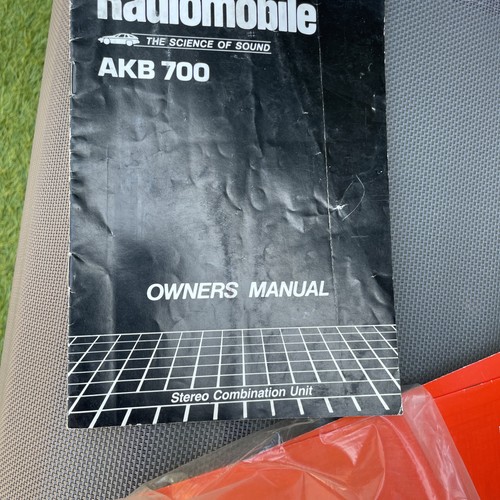 Radiomobile
THE SCIENCE OF SOUND
AKB 700
OWNERS MANUAL
Stereo Combination Unit